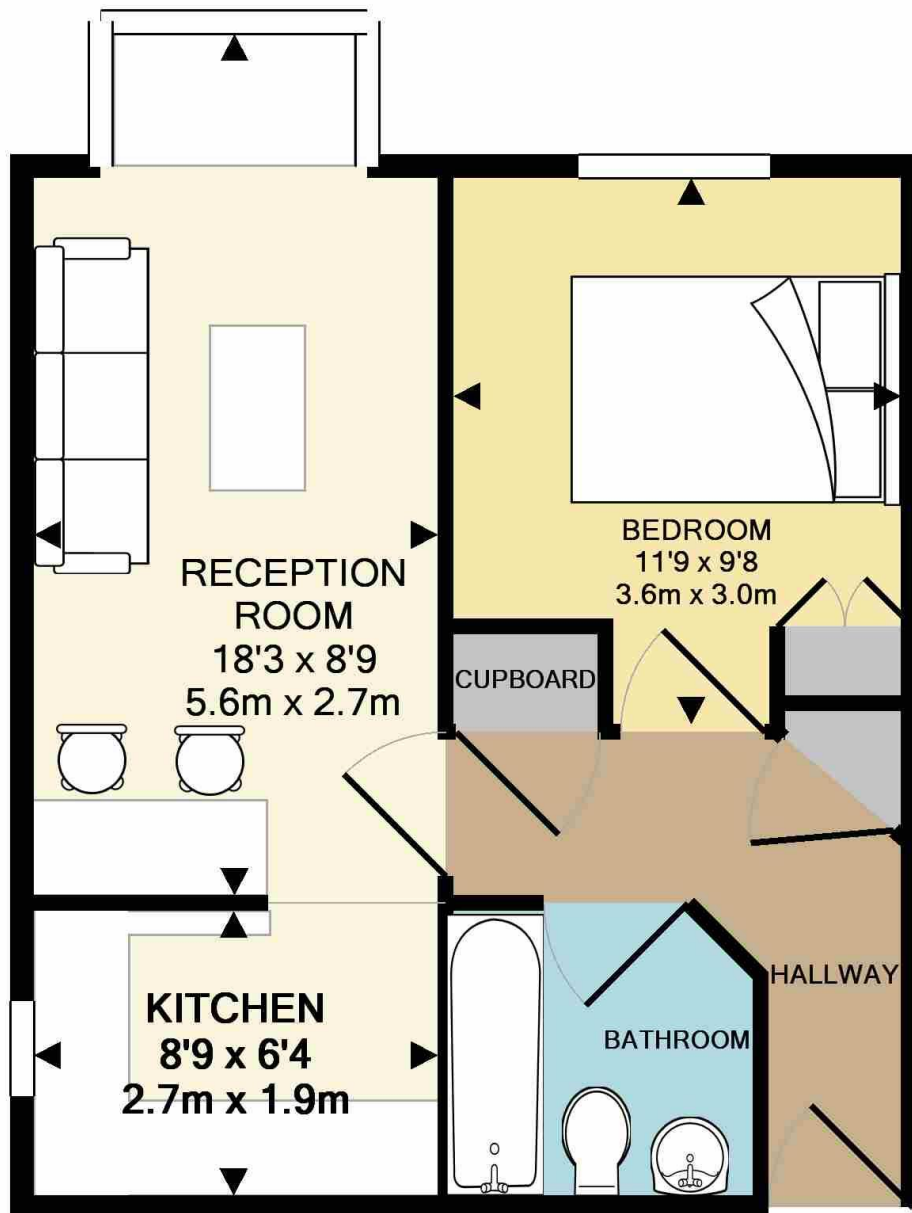 RECEPTION
ROOM
18'3 x 8'9
5.6m x 2.7m
BEDROOM
11'9 x 9'8
3.6m x 3.0m
CUPBOARD
KITCHEN
8'9 x 6'4
2.7m x 1.9m
BATHROOM
HALLWAY